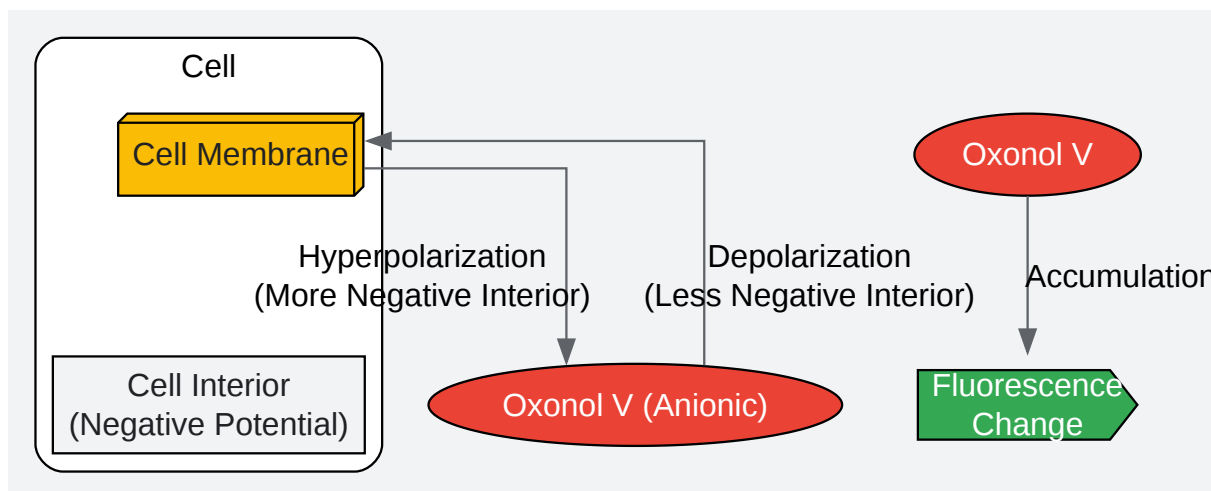 Cell
Cell Membrane
Oxonol V
Hyperpolarization
(More Negative Interior)
Depolarization
(Less Negative Interior)
Accumulation
Cell Interior
(Negative Potential)
Oxonol V (Anionic)
Fluorescence
Change